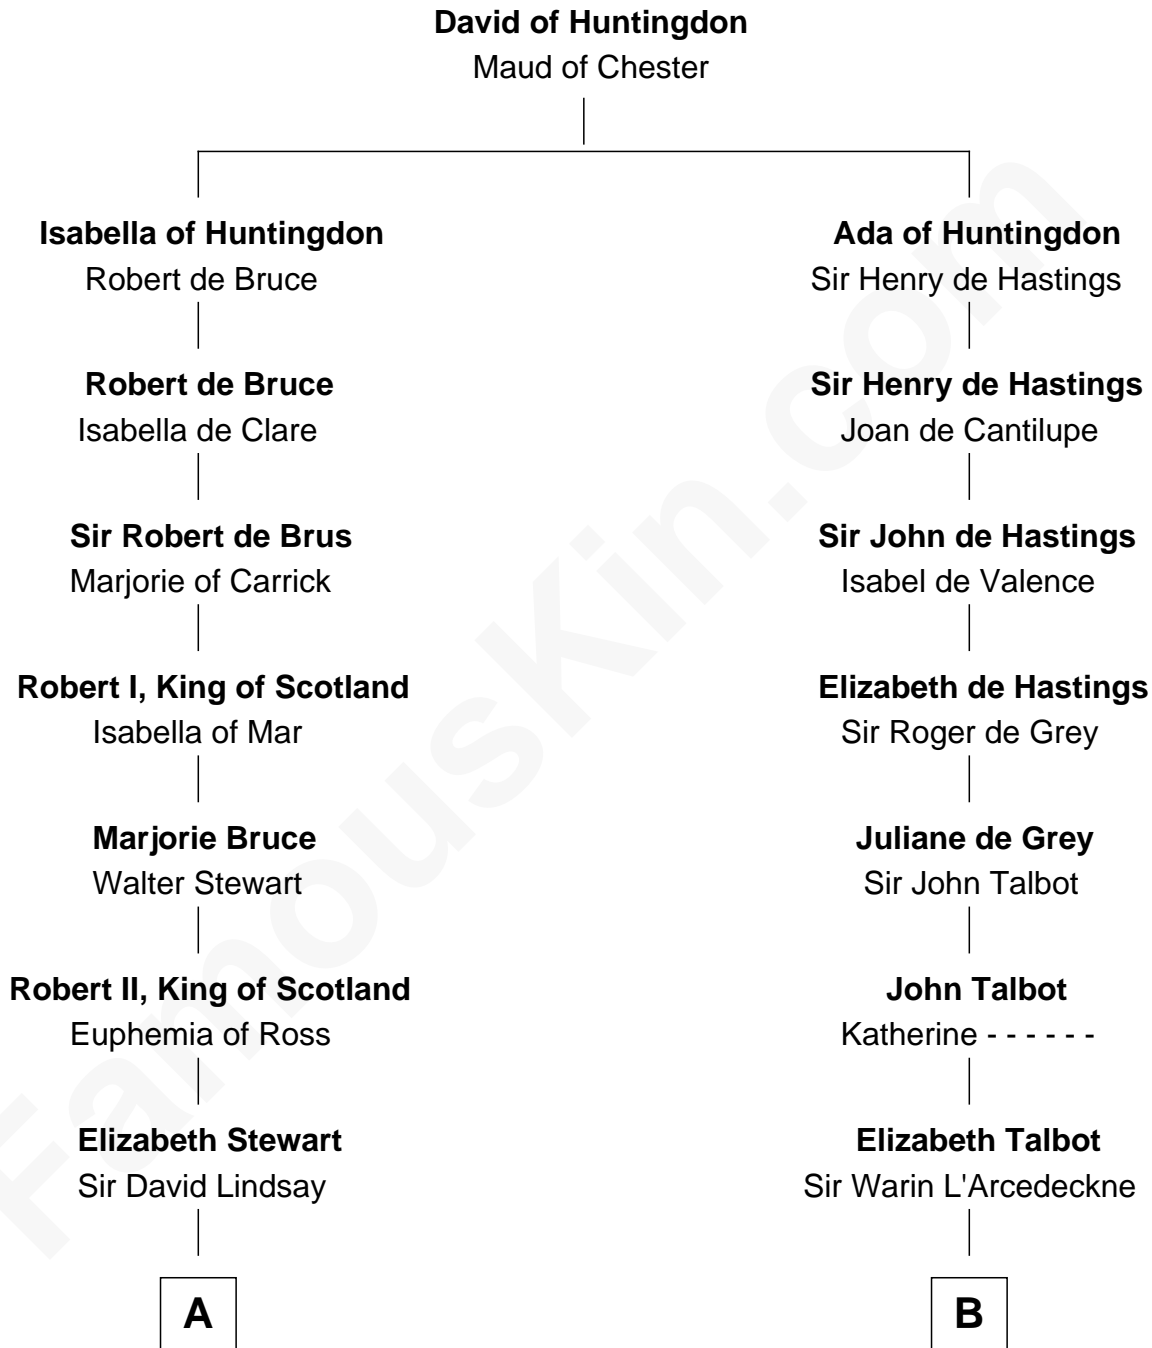 David of Huntingdon
Maud of Chester
Isabella of Huntingdon
Robert de Bruce
Ada of Huntingdon
Sir Henry de Hastings
Robert de Bruce
Isabella de Clare
Sir Henry de Hastings
Joan de Cantilupe
Sir Robert de Brus
Marjorie of Carrick
Sir John de Hastings
Isabel de Valence
Robert I, King of Scotland
Isabella of Mar
Elizabeth de Hastings
Sir Roger de Grey
Marjorie Bruce
Walter Stewart
Juliane de Grey
Sir John Talbot
Robert II, King of Scotland
Euphemia of Ross
John Talbot
Katherine - - - - - -
Elizabeth Stewart
Sir David Lindsay
Elizabeth Talbot
Sir Warin L'Arcedeckne
A
B
FamousKin.com